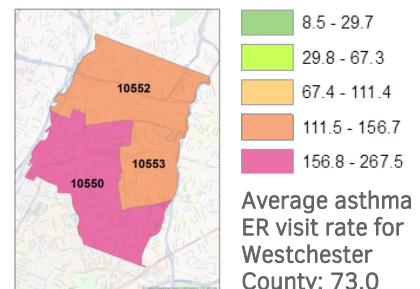 10552
10553
10550
8.5 - 29.7
29.8 - 67.3
67.4 - 111.4
111.5 - 156.7
156.8 - 267.5
Average asthma
ER visit rate for
Westchester
County: 73.0